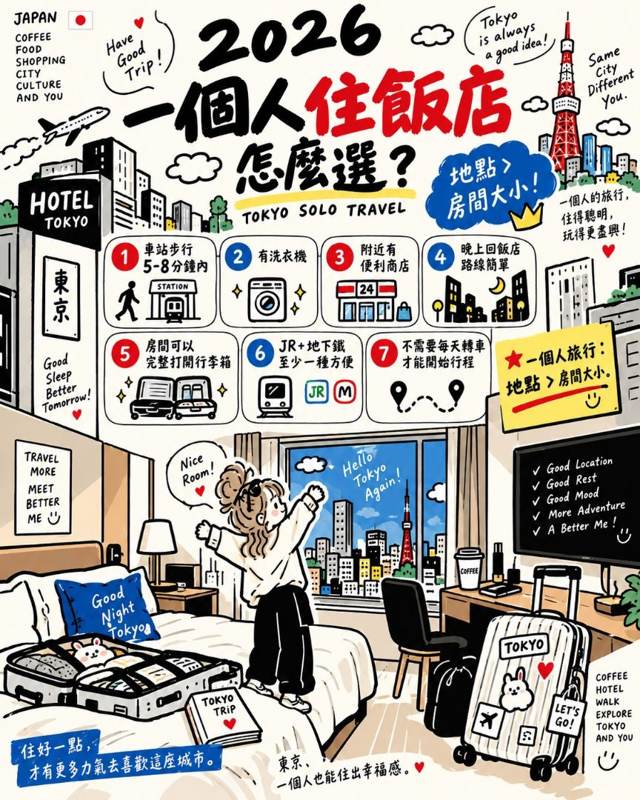 JAPAN
COFFEE
FOOD
SHOPPING
CITY
CULTURE
AND YOU
Have
Good
Trip!
2026
一個人住飯店
怎麼選？
TOKYO SOLO TRAVEL
Tokyo
is always
a good idea!
Same
City
Different
You.
地點 >
房間大小！
一個人的旅行，
住得聰明，
玩得更盡興！
HOTEL
TOKYO
東京
Good
Sleep
Better
Tomorrow!
1 車站步行
5-8分鐘內
STATION
2 有洗衣機
3 附近有
便利商店
24
4 晚上回飯店
路線簡單
5 房間可以
完整打開行李箱
6 JR+地下鐵
至少一種方便
JR
M
7 不需要每天轉車
才能開始行程
★一個人旅行：
地點 > 房間大小。
TRAVEL
MORE
MEET
BETTER
ME
Nice
Room!
Hello
Tokyo
Again!
✓ Good Location
✓ Good Rest
✓ Good Mood
✓ More Adventure
✓ A Better Me!
COFFEE
Good
Night
Tokyo
TOKYO
TRIP
TOKYO
LET'S
GO!
COFFEE
HOTEL
WALK
EXPLORE
TOKYO
AND YOU
住好一點，
才有更多力氣去喜歡這座城市。
東京、
一個人也能住出幸福感。